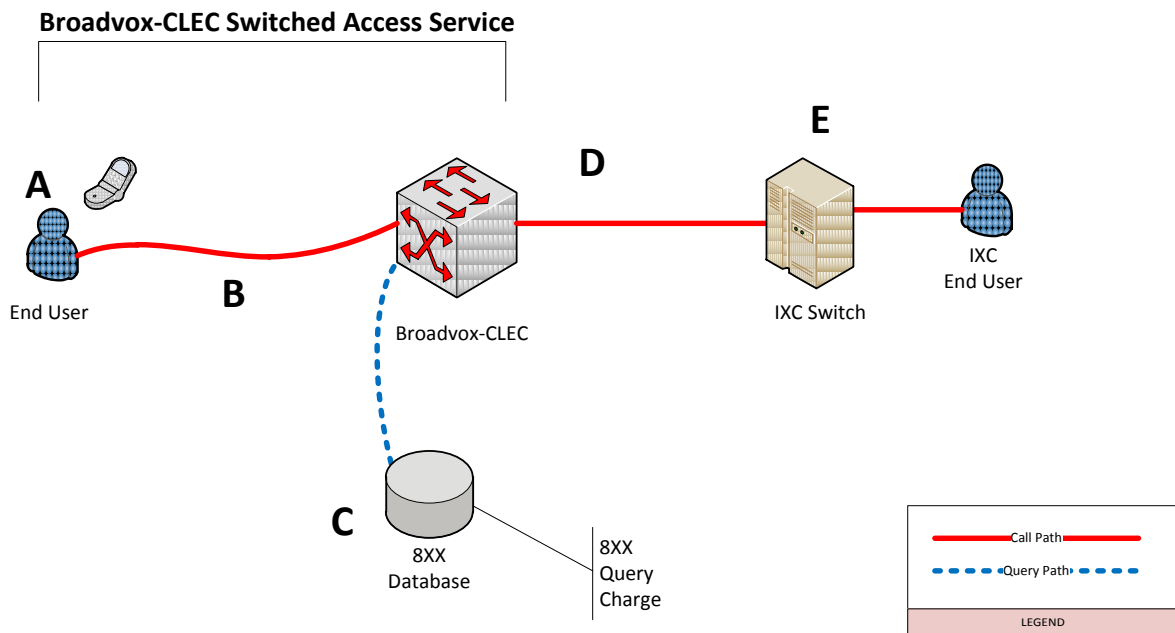 Broadvox-CLEC Switched Access Service
A
B
End User
Broadvox-CLEC
D
E
IXC Switch
IXC
End User
C
8XX
Database
8XX
Query
Charge
Call Path
Query Path
LEGEND